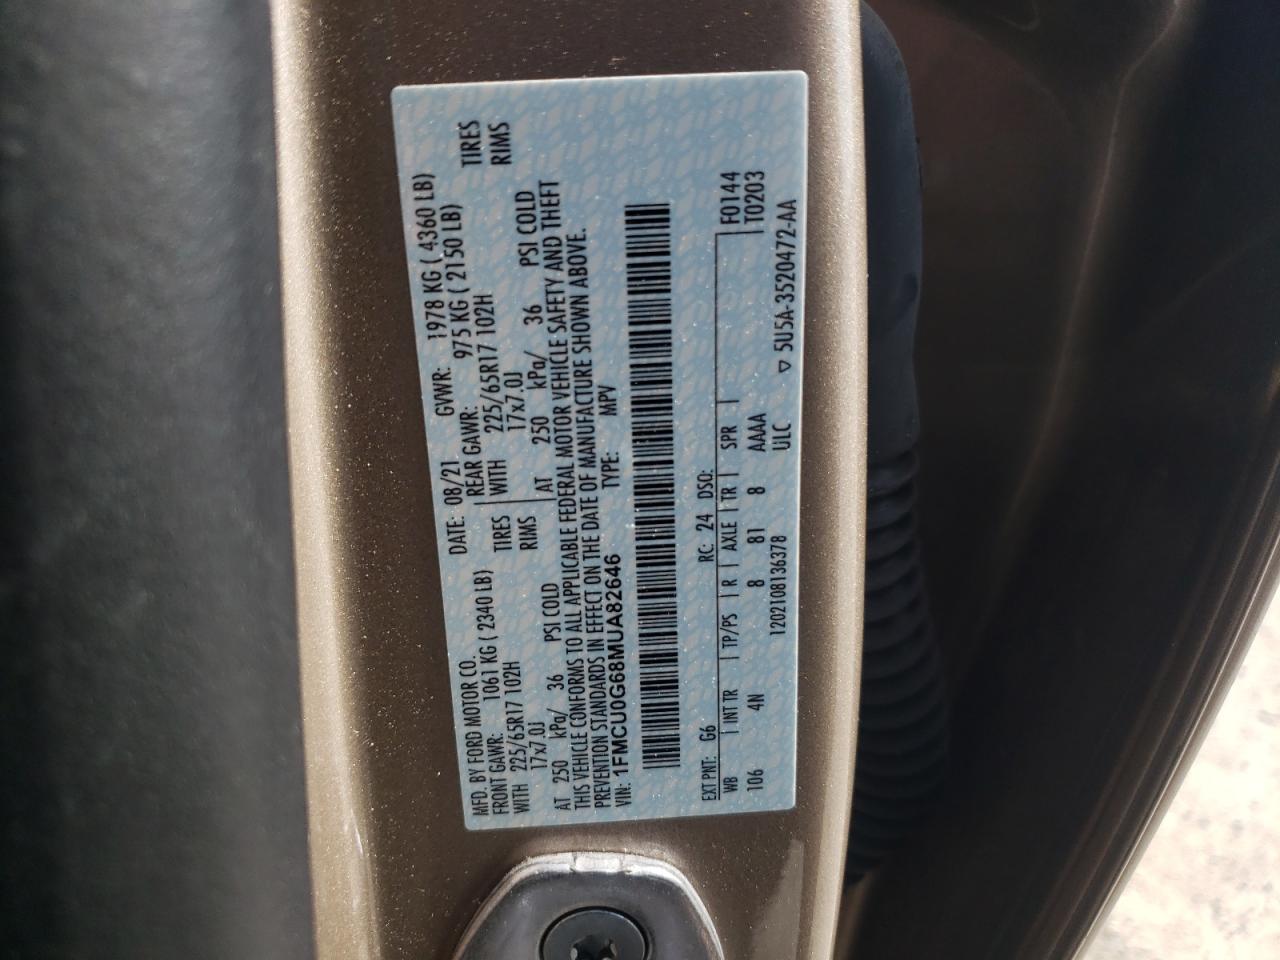 MFD. BY FORD MOTOR CO.
DATE: 08/21 GVWR: 1978 KG ( 4360 LB)
FRONT GAWR: 1061 KG ( 2340 LB) REAR GAWR: 975 KG ( 2150 LB)
WITH 225/65R17 102H TIRES WITH 225/65R17 102H TIRES
17x7.0J RIMS 17x7.0J RIMS
AT 250 kPa/ 36 PSI COLD AT 250 kPa/ 36 PSI COLD
THIS VEHICLE CONFORMS TO ALL APPLICABLE FEDERAL MOTOR VEHICLE SAFETY AND THEFT
PREVENTION STANDARDS IN EFFECT ON THE DATE OF MANUFACTURE SHOWN ABOVE.
VIN: 1FMCU0G68MUA82646 TYPE: MPV
EXT PNT: G6 RC: 24 DSO: F0144
WB INT TR TP/PS R AXLE TR SPR T0203
106 4N 8 81 8 AAAA
120210813637​8 ULC ▽ 5U5A-3520472-AA